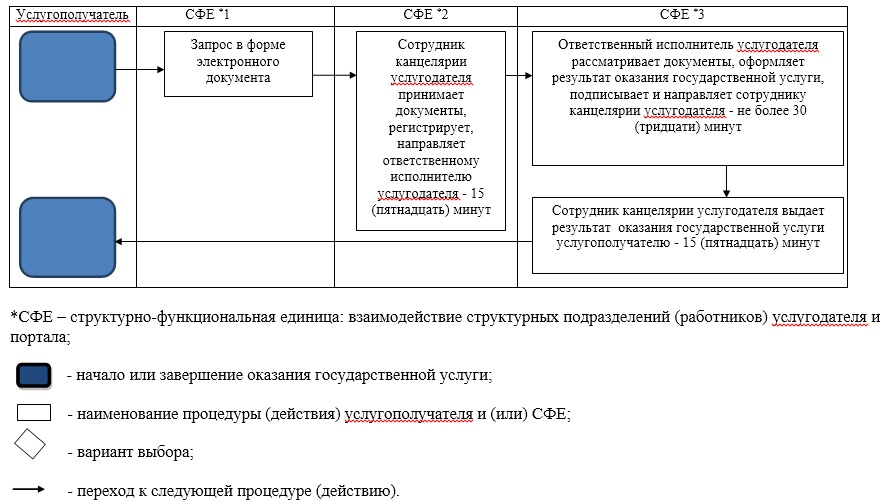 Услугополучатель
СФЕ *1
СФЕ *2
СФЕ *3
Запрос в форме
электронного
документа
Сотрудник
канцелярии
услугодателя
принимает
документы,
регистрирует,
направляет
ответственному
исполнителю
услугодателя - 15
(пятнадцать) минут
Ответственный исполнитель услугодателя
рассматривает документы, оформляет
результат оказания государственной услуги,
подписывает и направляет сотруднику
канцелярии услугодателя - не более 30
(тридцати) минут
Сотрудник канцелярии услугодателя выдает
результат оказания государственной услуги
услугополучателю - 15 (пятнадцать) минут
*СФЕ – структурно-функциональная единица: взаимодействие структурных подразделений (работников) услугодателя и
портала;
- начало или завершение оказания государственной услуги;
- наименование процедуры (действия) услугополучателя и (или) СФЕ;
- вариант выбора;
- переход к следующей процедуре (действию).